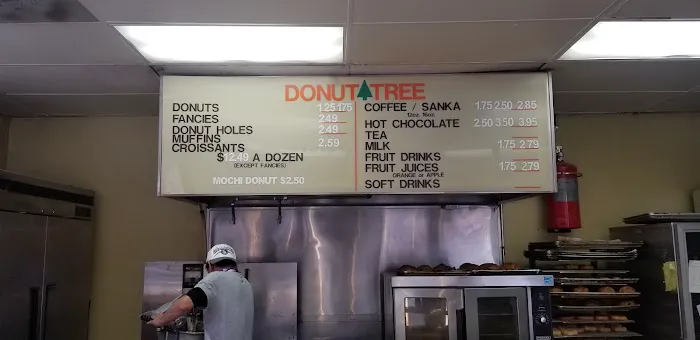 DONUT TREE
DONUTS 1.25 1.75
FANCIES 2.49
DONUT HOLES 2.49
MUFFINS
CROISSANTS 2.59
$12.49 A DOZEN
(EXCEPT FANCIES)
MOCHI DONUT $2.50
COFFEE / SANKA 1.75 2.50 2.85
12oz 16oz
HOT CHOCOLATE 2.50 3.50 3.95
TEA
MILK 1.75 2.79
FRUIT DRINKS
FRUIT JUICES 1.75 2.79
ORANGE or APPLE
SOFT DRINKS